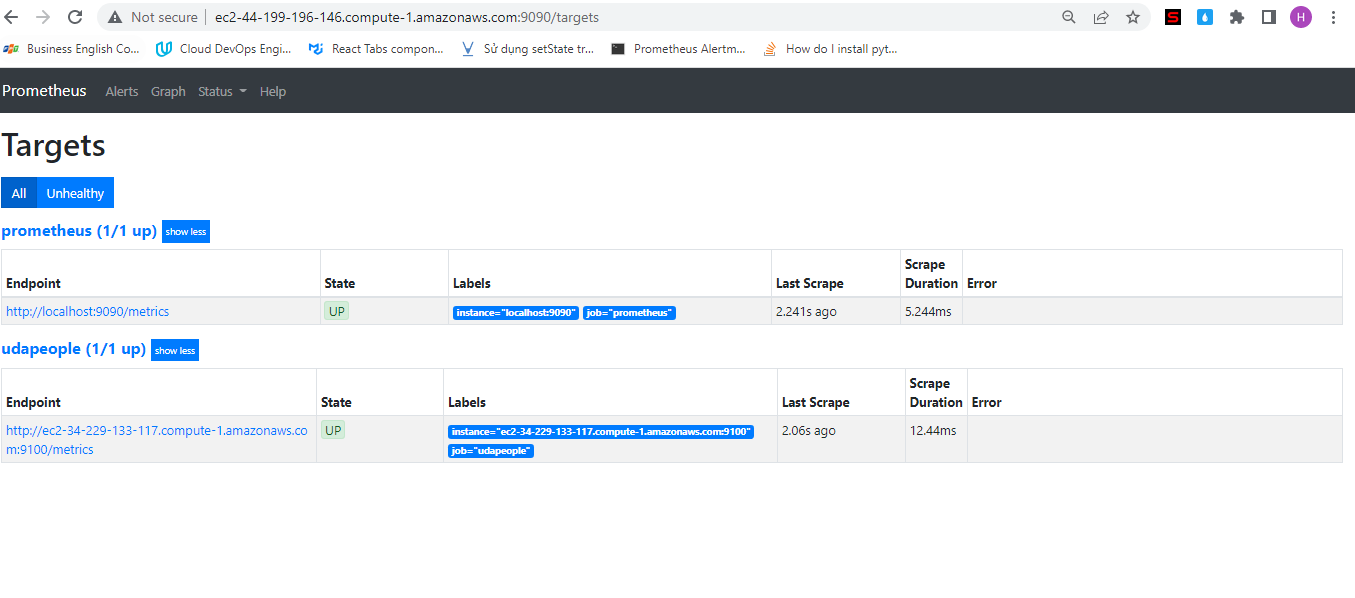 Not secure ec2-44-199-196-146.compute-1.amazonaws.com:9090/targets S H
Business English Co... Cloud DevOps Engi... React Tabs compon... Sử dụng setState tr... Prometheus Alertm... How do I install pyt...
Prometheus Alerts Graph Status Help
Targets
All Unhealthy
prometheus (1/1 up) show less
Endpoint State Labels Last Scrape Scrape Duration Error
http://localhost:9090/metrics UP instance="localhost:9090" job="prometheus" 2.241s ago 5.244ms
udapeople (1/1 up) show less
Endpoint State Labels Last Scrape Scrape Duration Error
http://ec2-34-229-133-117.compute-1.amazonaws.co UP instance="ec2-34-229-133-117.compute-1.amazonaws.com:9100" 2.06s ago 12.44ms
m:9100/metrics job="udapeople"